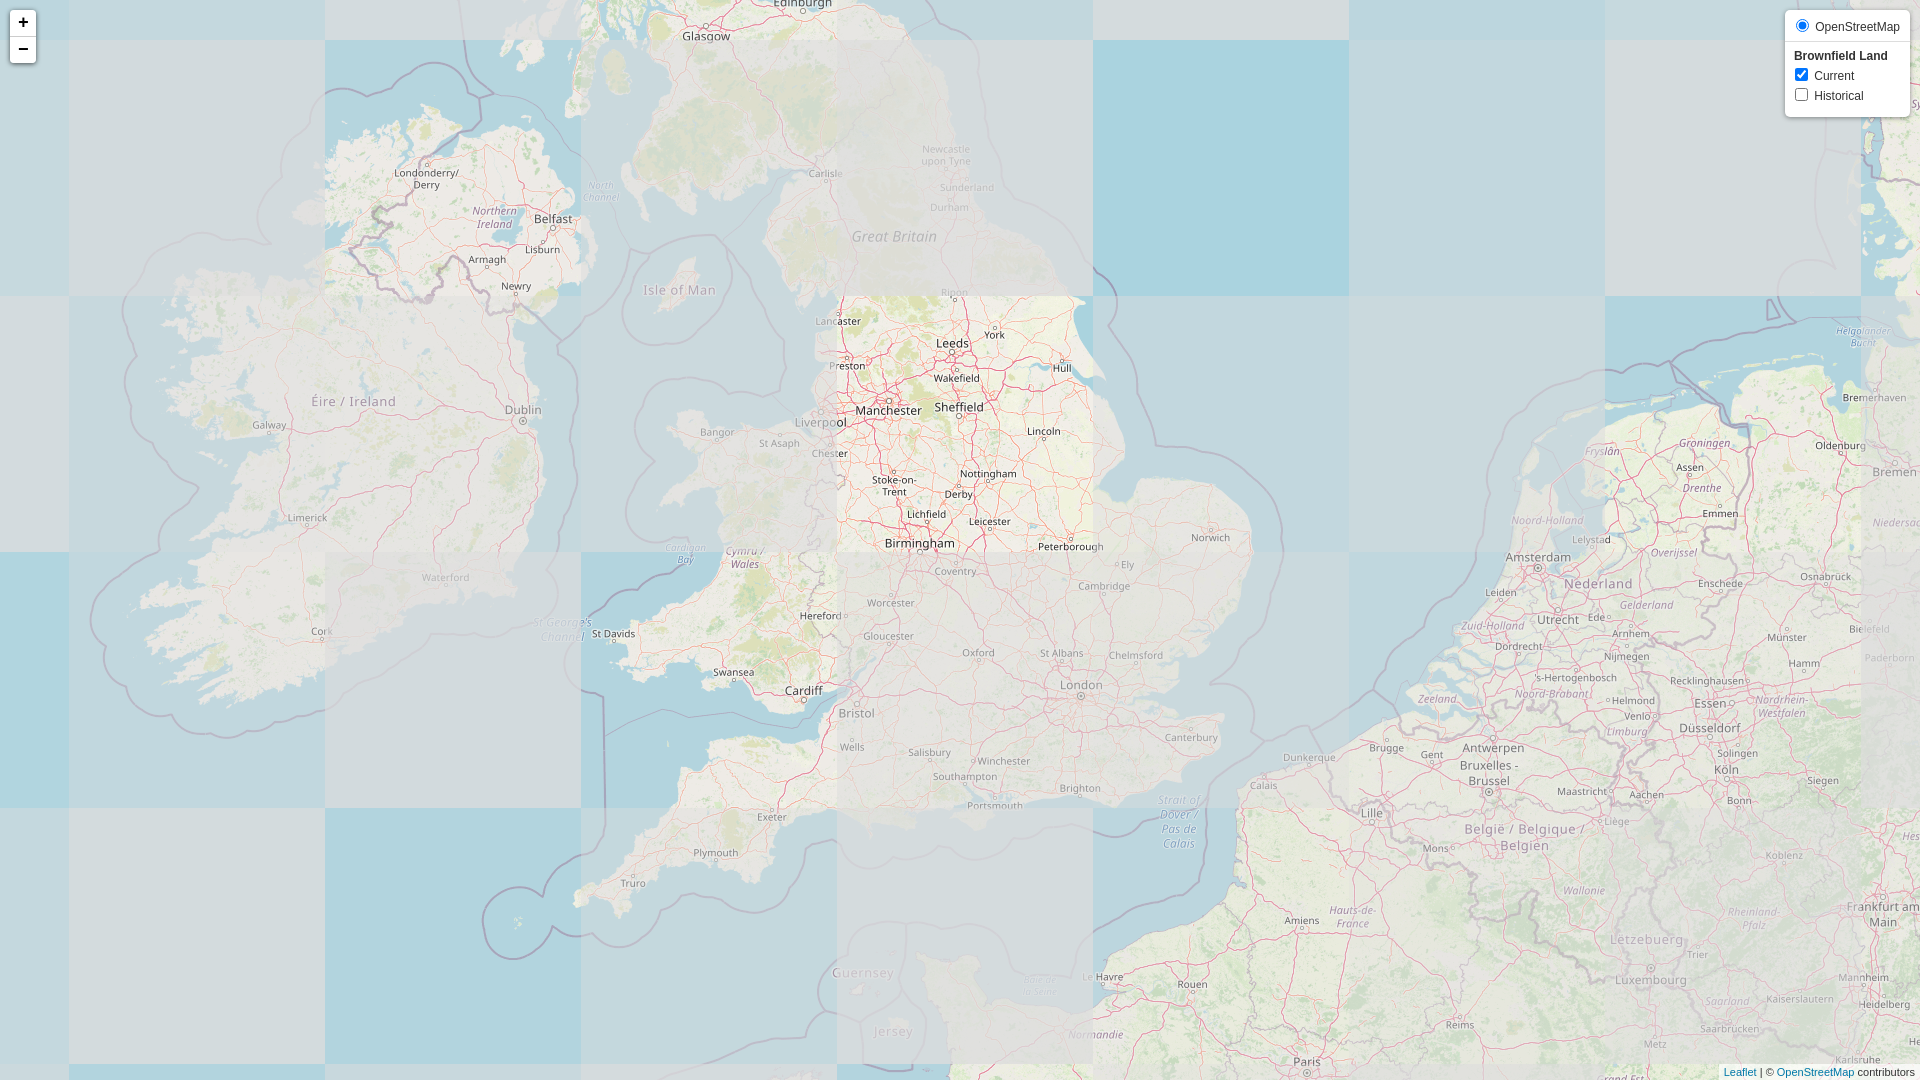 +
−
OpenStreetMap
Brownfield Land
Current
Historical
Edinburgh
Glasgow
Londonderry/
Derry
North
Channel
Northern
Ireland
Belfast
Lisburn
Armagh
Newry
Carlisle
Newcastle
upon Tyne
Sunderland
Durham
Great Britain
Isle of Man
Ripon
Lancaster
York
Leeds
Preston
Wakefield
Hull
Helgoländer
Bucht
Éire / Ireland
Galway
Dublin
Manchester
Sheffield
Liverpool
Bangor
St Asaph
Chester
Lincoln
Bremerhaven
Groningen
Oldenburg
Fryslân
Assen
Bremen
Stoke-on-
Trent
Nottingham
Derby
Drenthe
Limerick
Lichfield
Leicester
Emmen
Noord-Holland
Niedersac
Birmingham
Peterborough
Norwich
Lelystad
Cardigan
Bay
Cymru /
Wales
Amsterdam
Overijssel
Waterford
Coventry
Ely
Cambridge
Nederland
Enschede
Osnabrück
Leiden
Worcester
Hereford
Gelderland
Cork
St George's
Channel
St Davids
Gloucester
Zuid-Holland
Utrecht
Ede
Arnhem
Münster
Bielefeld
Oxford
St Albans
Chelmsford
Dordrecht
Nijmegen
Hamm
Paderborn
Swansea
Cardiff
London
's-Hertogenbosch
Recklinghausen
Noord-Brabant
Zeeland
Helmond
Essen
Nordrhein-
Westfalen
Bristol
Venlo
Limburg
Düsseldorf
Canterbury
Wells
Salisbury
Winchester
Dunkerque
Brugge
Gent
Antwerpen
Bruxelles -
Brussel
Solingen
Köln
Southampton
Brighton
Calais
Maastricht
Aachen
Siegen
Portsmouth
Strait of
Dover /
Pas de
Calais
Bonn
Exeter
Lille
Liège
België / Belgique /
Belgien
Mons
Plymouth
Koblenz
Hes
Truro
Wallonie
Amiens
Hauts-de-
France
Rheinland-
Pfalz
Frankfurt am
Main
Lëtzebuerg
Trier
Guernsey
Le Havre
Rouen
Luxembourg
Mannheim
Saarland
Kaiserslautern
Heidelberg
Jersey
Normandie
Reims
Saarbrücken
Metz
Paris
Karlsruhe
Leaflet | © OpenStreetMap contributors